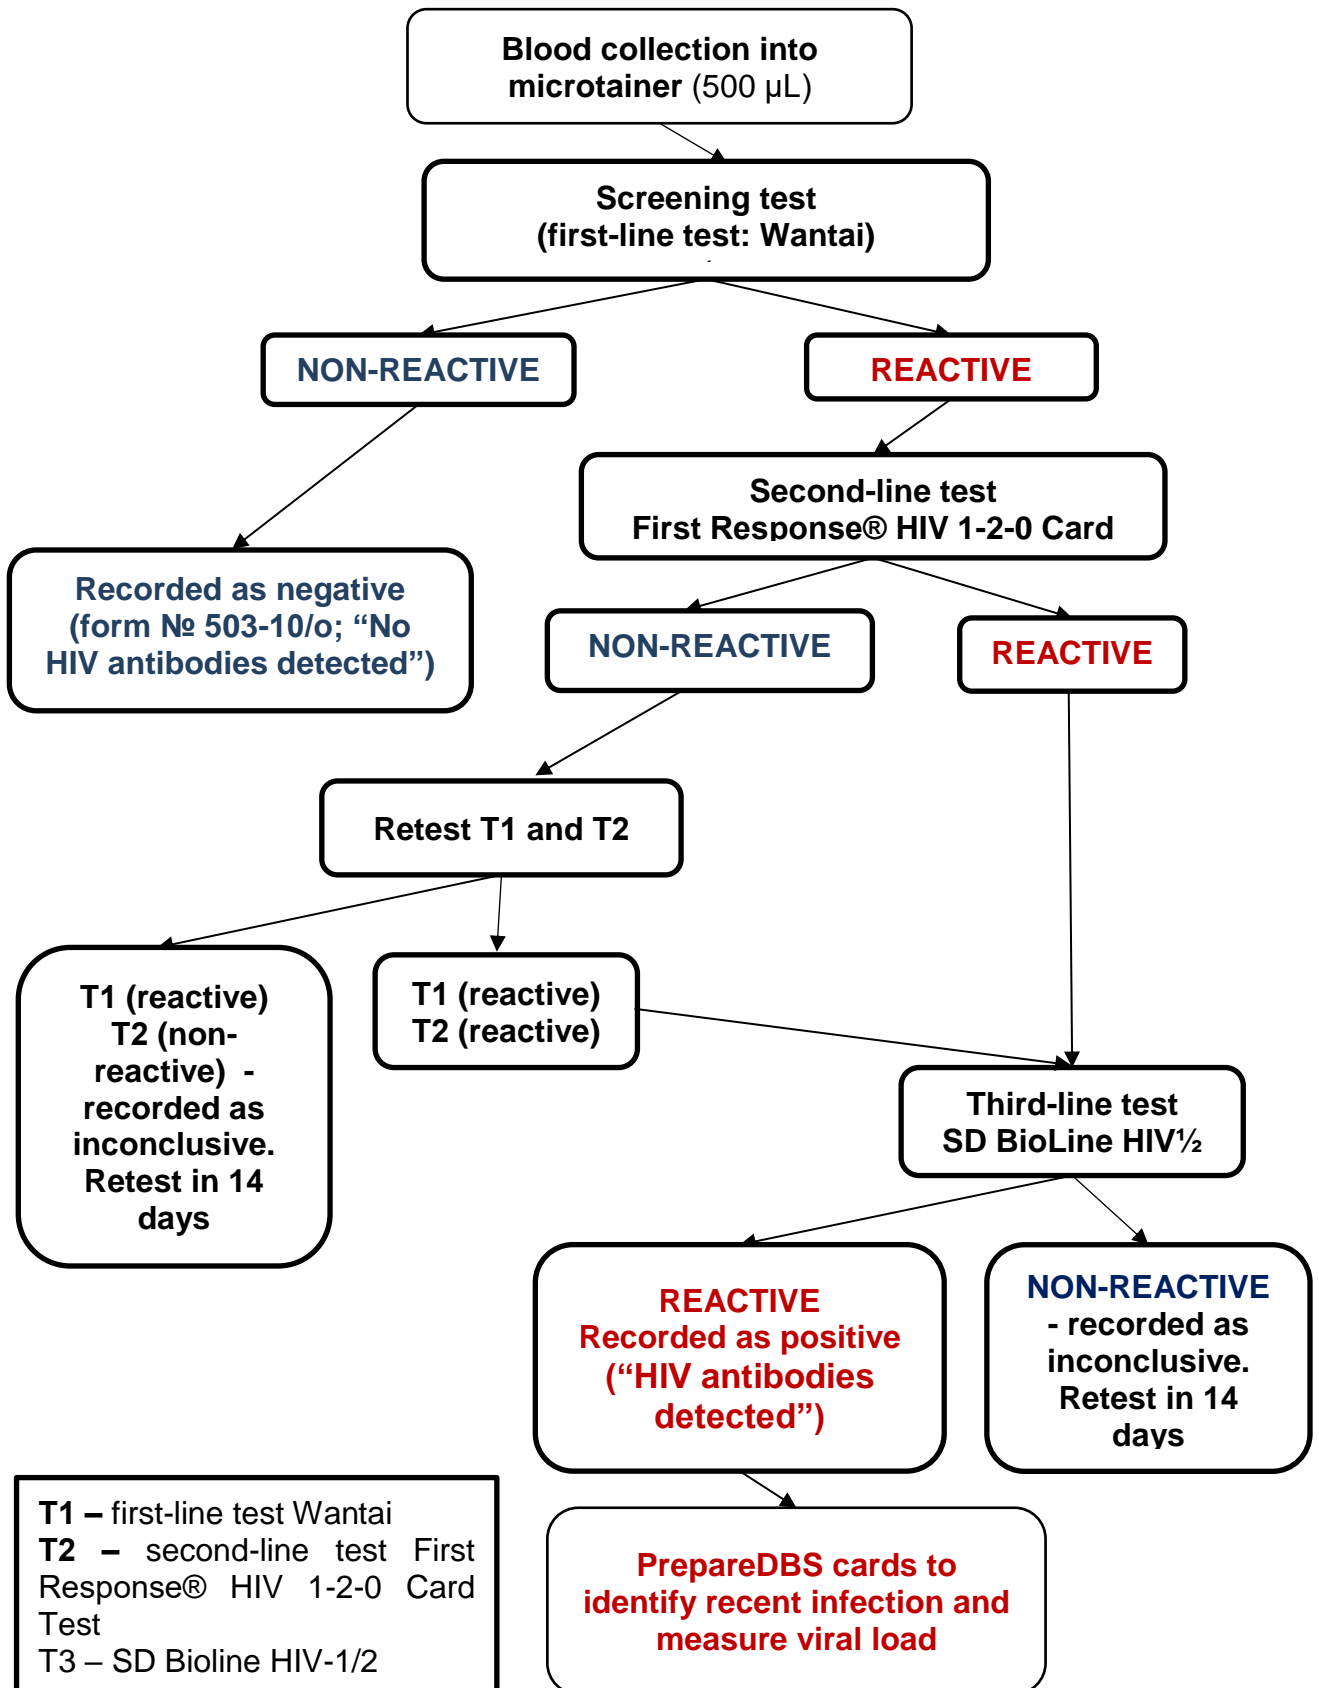 Blood collection into
microtainer (500 µL)
Screening test
(first-line test: Wantai)
NON-REACTIVE
REACTIVE
Second-line test
First Response® HIV 1-2-0 Card
Recorded as negative
(form № 503-10/o; “No
HIV antibodies detected”)
NON-REACTIVE
REACTIVE
Retest T1 and T2
T1 (reactive)
T2 (non-
reactive) -
recorded as
inconclusive.
Retest in 14
days
T1 (reactive)
T2 (reactive)
Third-line test
SD BioLine HIV½
REACTIVE
Recorded as positive
(“HIV antibodies
detected”)
NON-REACTIVE
- recorded as
inconclusive.
Retest in 14
days
T1 – first-line test Wantai
T2 – second-line test First
Response® HIV 1-2-0 Card
Test
T3 – SD Bioline HIV-1/2
PrepareDBS cards to
identify recent infection and
measure viral load